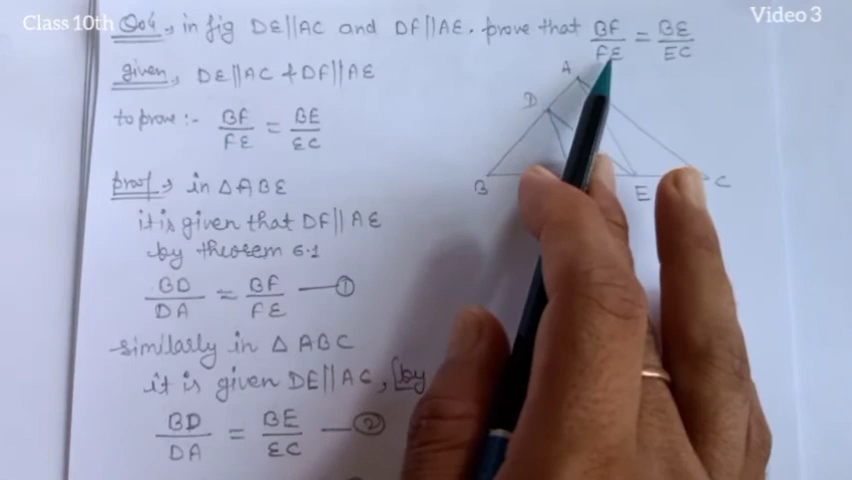 Class 10th
Video 3
Q04 → in fig DE||AC and DF||AE. prove that BF/FE = BE/EC
given → DE||AC & DF||AE
to prove :- BF/FE = BE/EC
proof → in △ABE
it is given that DF||AE
by theorem 6.1
BD/DA = BF/FE —①
similarly in △ABC
it is given DE||AC, [by
BD/DA = BE/EC —②
A
D
B
E
C